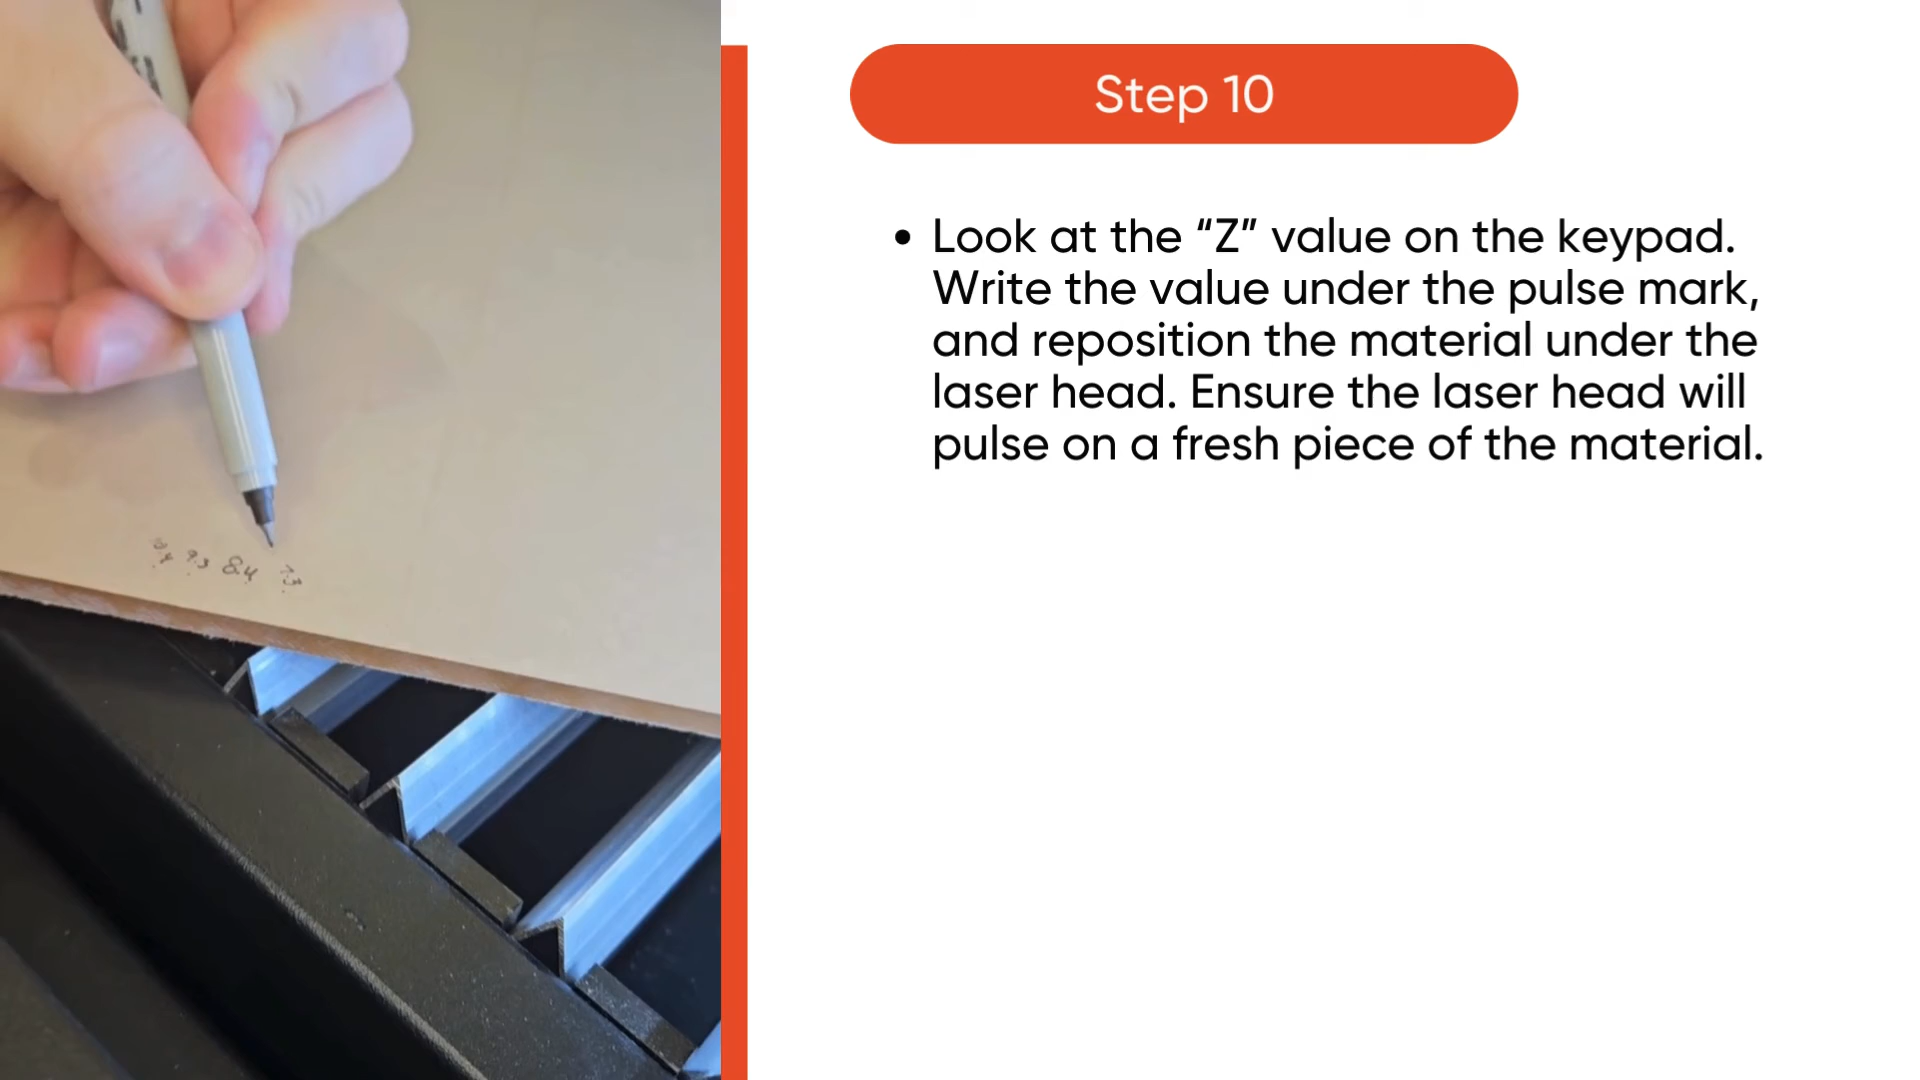 Step 10
• Look at the “Z” value on the keypad.
Write the value under the pulse mark,
and reposition the material under the
laser head. Ensure the laser head will
pulse on a fresh piece of the material.
9.3 8.4 7.3